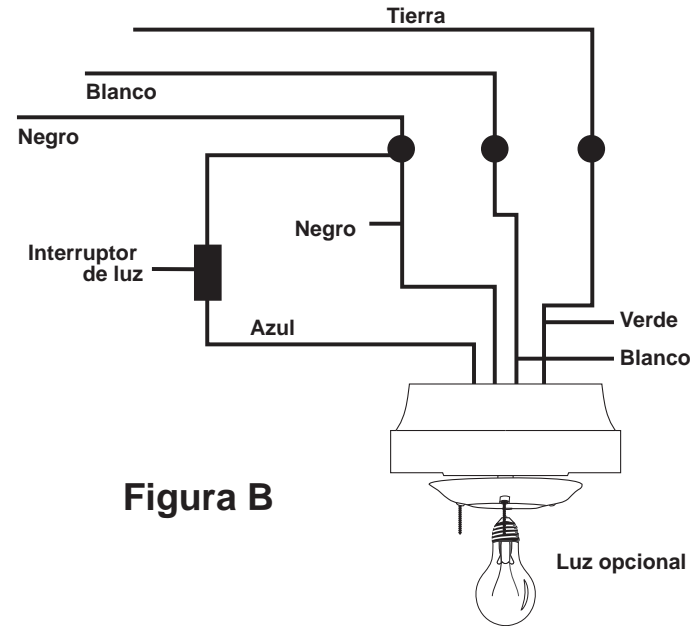 Tierra
Blanco
Negro
Negro
Interruptor
de luz
Azul
Verde
Blanco
Figura B
Luz opcional